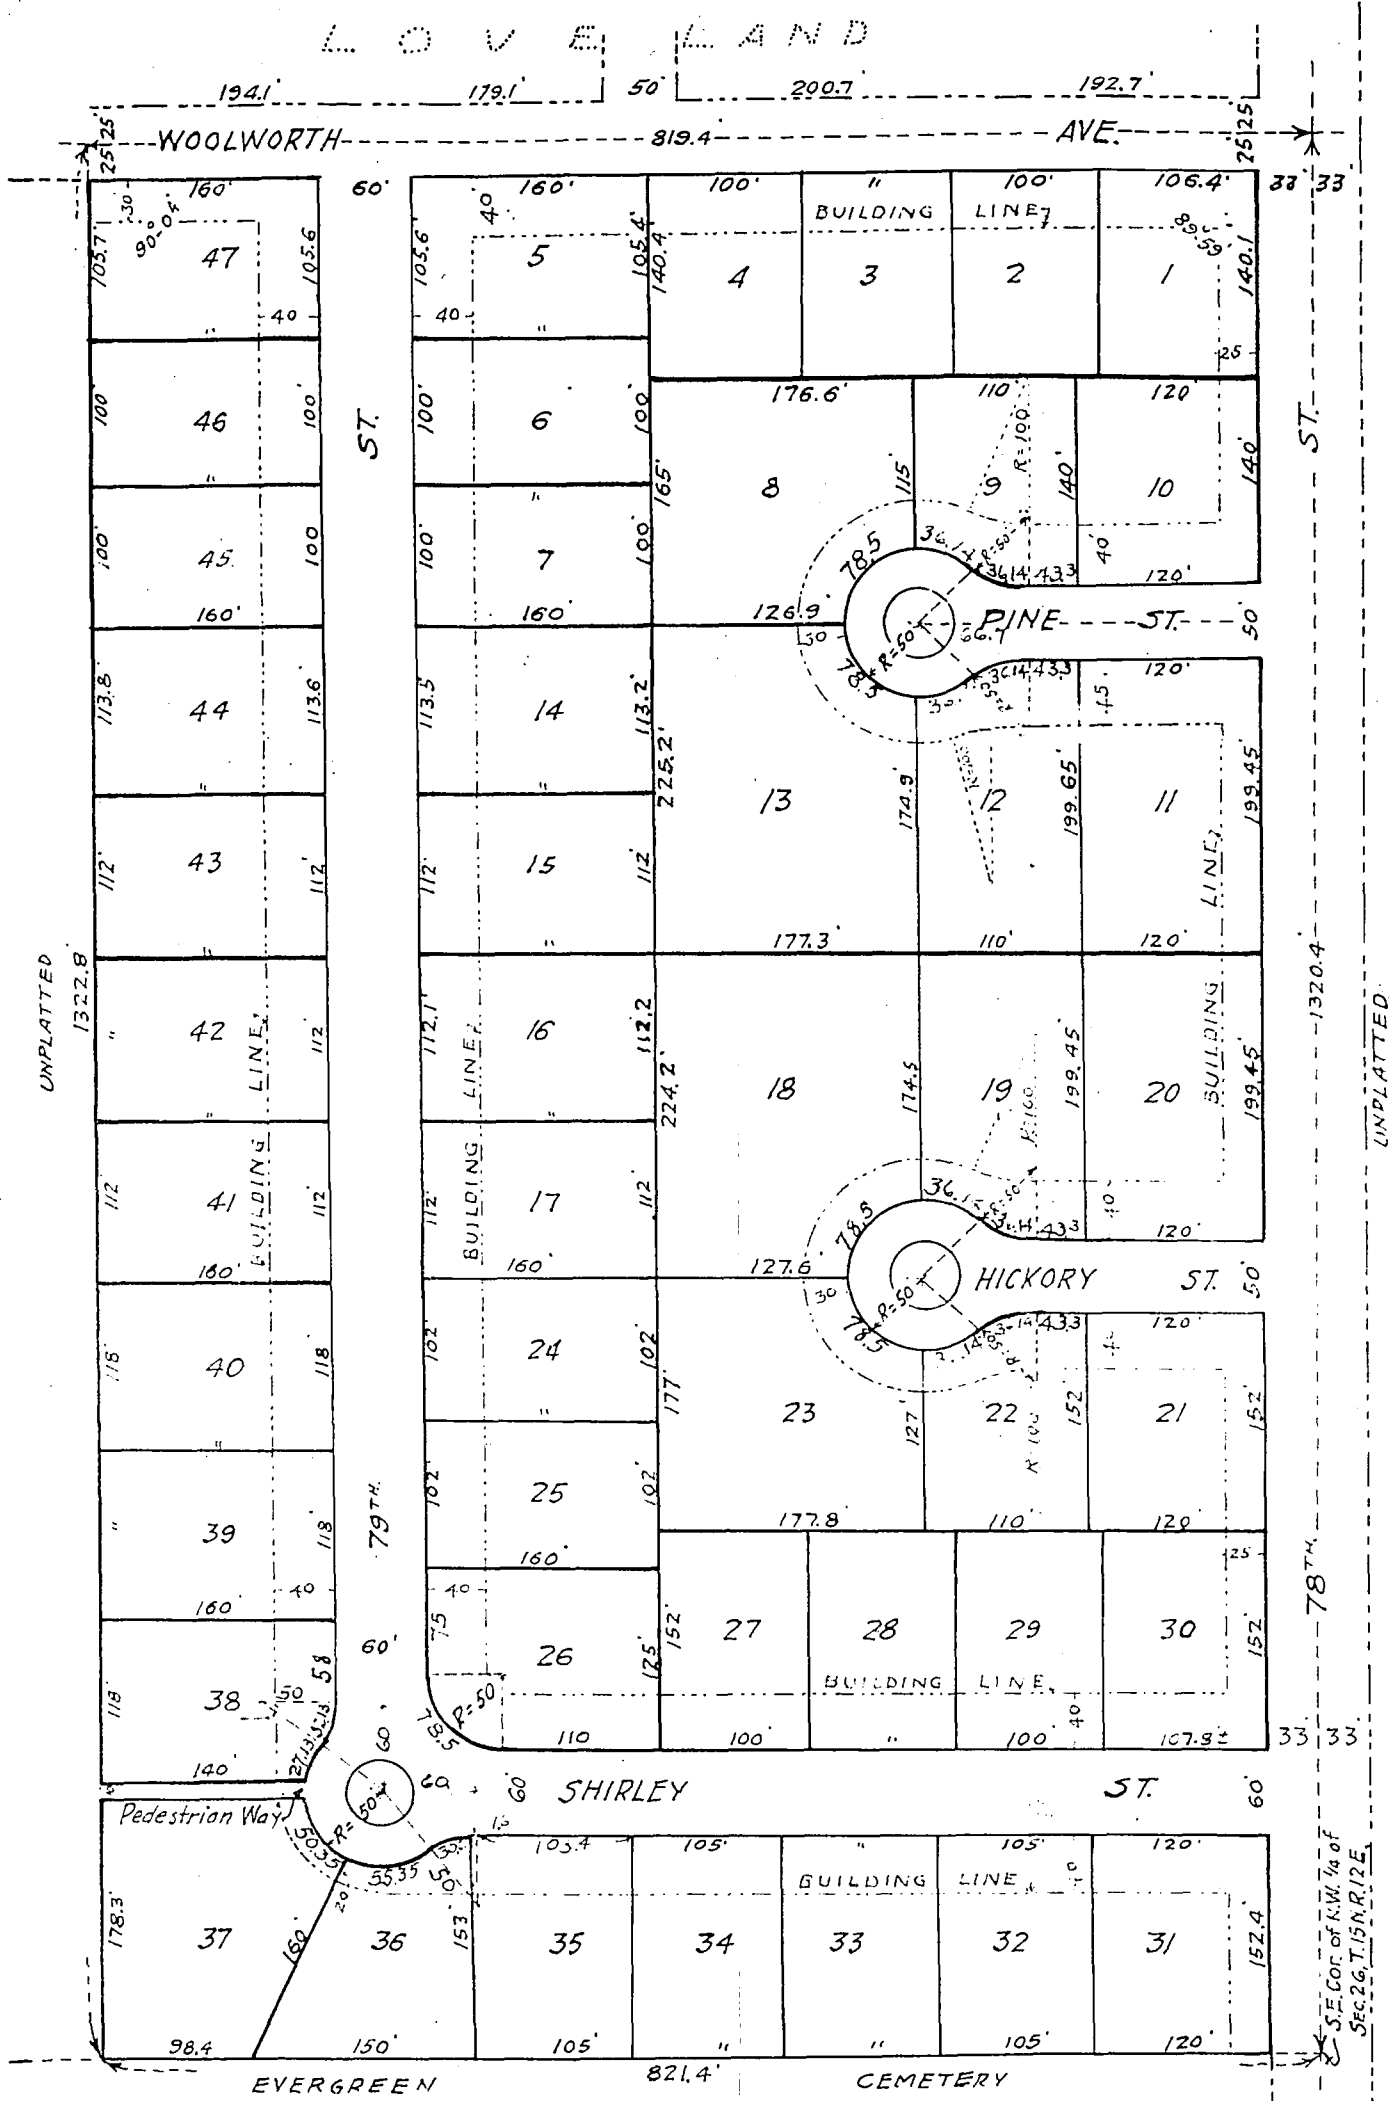 LOVELAND
194.1' 179.1' 50' 200.7' 192.7'
25' 25' WOOLWORTH 819.4' AVE. 25' 25'
160' 60' 160' 100' " 100' 106.4' 33' 33'
30' 90°-04' 40' BUILDING LINE 89°59'
105.7' 47 105.6 105.6' 5 105.4' 140.4' 4 3 2 1 140.1'
40 40 25
" "
176.6' 110' 120'
100' 46 100' ST. 100' 6 100' 165' 8 115' 9 R=100' 140' 10 140' ST.
" "
100' 45 100 100' 7 100' 78.5 36.14 R=50 36.14 43.3 40' 120'
160' 160' 126.9' PINE ST. 50'
30 R=50' 66.7
78.5 36.14 43.3 45' 120'
113.8' 44 113.6' 113.5' 14 113.2' 225.2'
" "
13 174.9' 12 199.65' 11 199.45'
112' 43 112' 112' 15 112' LINE
" " 177.3' 110' 120'
UNPLATTED 1322.8' 1320.4' UNPLATTED
" 42 112' 112.1' 16 112.2 224.2' BUILDING
BUILDING LINE BUILDING LINE
" "
18 174.5 19 R=100 199.45' 20 199.45'
112' 41 112' 112' 17 112' 78.5 36.14 R=50 43.3 40' 120'
160' 160' 127.6' HICKORY ST. 50'
30 R=50' 78.5 R=50 43.3 120'
118' 40 118' 102' 24 102' 177' 40'
" "
23 127' 22 R=100' 152' 21 152'
" 39 118' 79TH. 102' 25 102' 177.8' 110' 120'
160' 25
160' 40 40 78TH.
75 27 28 29 30 152'
118' 38 58 60' 26 125' 152' BUILDING LINE
50 R=50'
27.13' 60' 78.5 110 100' " 100' 40 107.9± 33' 33'
140' 60 60' SHIRLEY ST. 60'
Pedestrian Way R=50'
50.35 55.35 50' 103.4' 105' " 105' 120'
20' BUILDING LINE 40
178.3' 37 160' 36 153' 35 34 33 32 31 152.4'
98.4 150' 105' " " 105' 120'
821.4'
EVERGREEN CEMETERY
S.E. Cor. of N.W. ¼ of
Sec. 26, T. 15 N. R. 12 E.